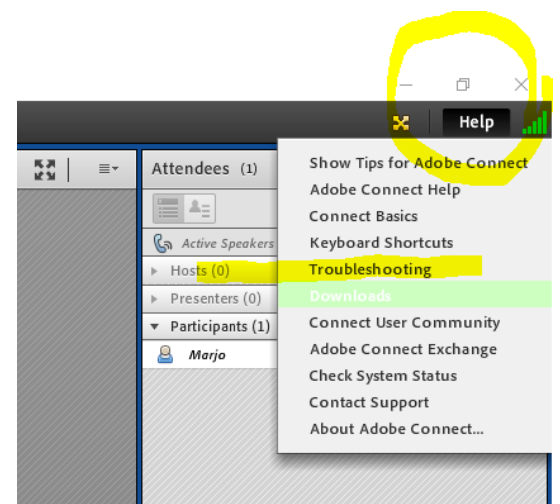 Help
Attendees (1)
Active Speakers
Hosts (0)
Presenters (0)
Participants (1)
Marjo
Show Tips for Adobe Connect
Adobe Connect Help
Connect Basics
Keyboard Shortcuts
Troubleshooting
Downloads
Connect User Community
Adobe Connect Exchange
Check System Status
Contact Support
About Adobe Connect...